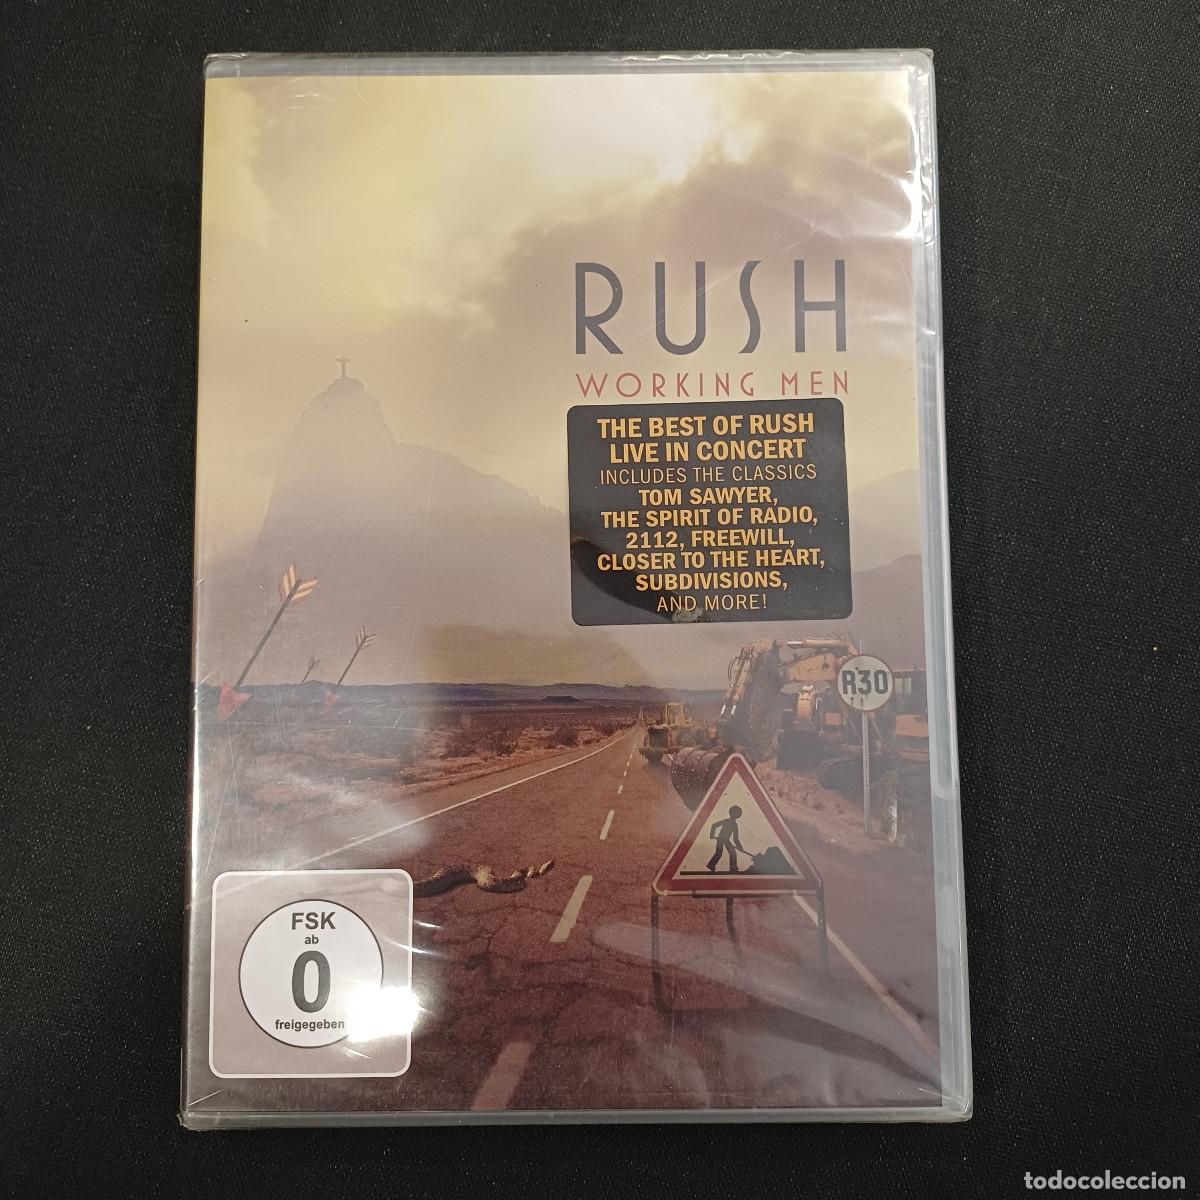 RUSH
WORKING MEN
THE BEST OF RUSH
LIVE IN CONCERT
INCLUDES THE CLASSICS
TOM SAWYER,
THE SPIRIT OF RADIO,
2112, FREEWILL,
CLOSER TO THE HEART,
SUBDIVISIONS,
AND MORE!
R30
FSK
ab
0
freigegeben
todocoleccion